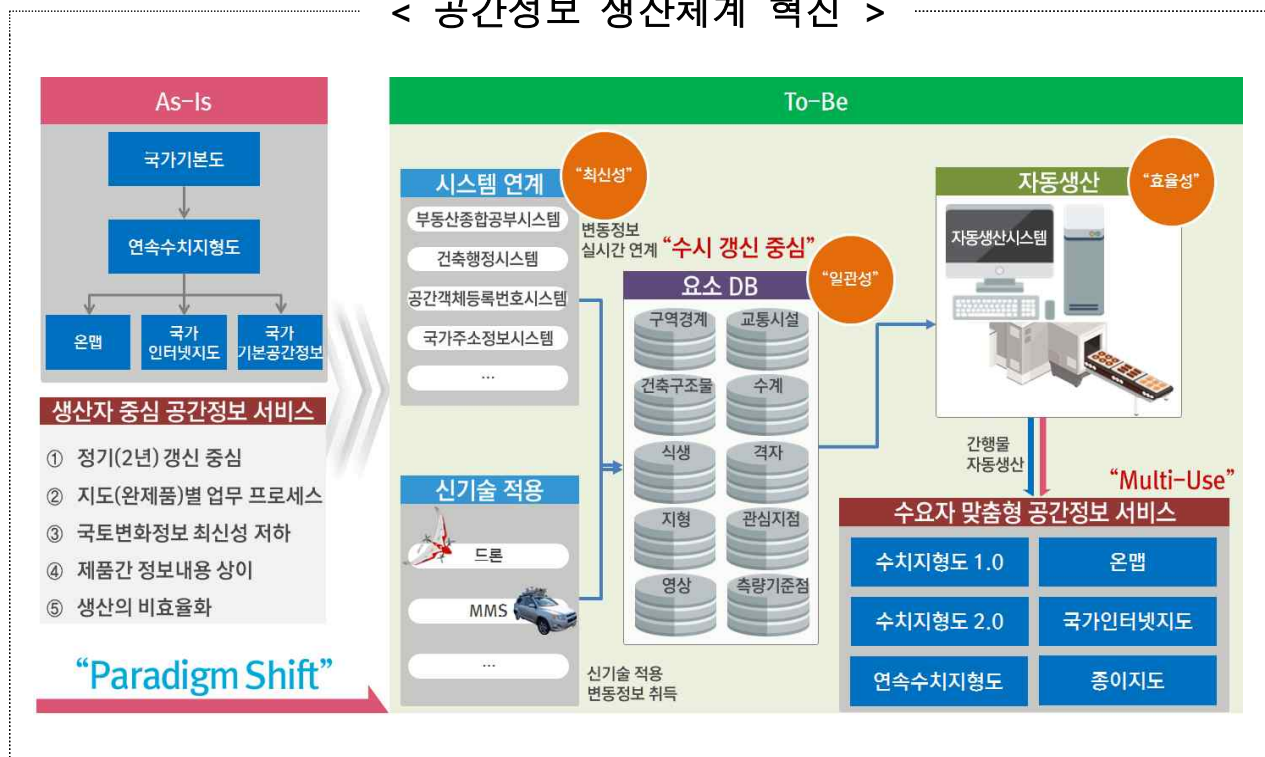 < 공간정보 생산체계 혁신 >
As-Is
국가기본도
연속수치지형도
온맵
국가
인터넷지도
국가
기본공간정보
생산자 중심 공간정보 서비스
① 정기(2년) 갱신 중심
② 지도(완제품)별 업무 프로세스
③ 국토변화정보 최신성 저하
④ 제품간 정보내용 상이
⑤ 생산의 비효율화
“Paradigm Shift”
To-Be
시스템 연계
“최신성”
부동산종합공부시스템
건축행정시스템
공간객체등록번호시스템
국가주소정보시스템
...
변동정보
실시간 연계
“수시 갱신 중심”
신기술 적용
드론
MMS
...
신기술 적용
변동정보 취득
요소 DB
“일관성”
구역경계
교통시설
건축구조물
수계
식생
격자
지형
관심지점
영상
측량기준점
자동생산
“효율성”
자동생산시스템
간행물
자동생산
“Multi-Use”
수요자 맞춤형 공간정보 서비스
수치지형도 1.0
온맵
수치지형도 2.0
국가인터넷지도
연속수치지형도
종이지도